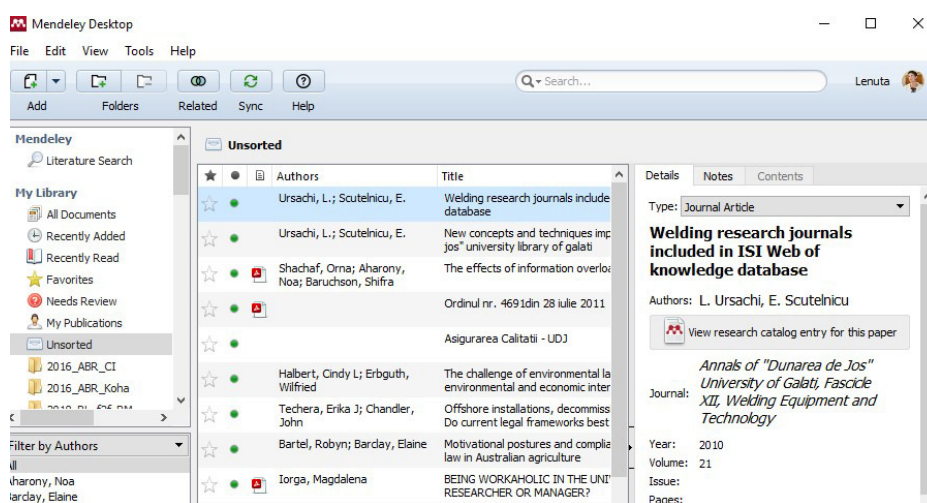 Mendeley Desktop
File Edit View Tools Help
Search...
Lenuta
Add Folders Related Sync Help
Mendeley
Literature Search
My Library
All Documents
Recently Added
Recently Read
Favorites
Needs Review
My Publications
Unsorted
2016_ABR_CI
2016_ABR_Koha
Filter by Authors
All
Aharony, Noa
Barclay, Elaine
Unsorted
Authors Title
Ursachi, L.; Scutelnicu, E. Welding research journals include
database
Ursachi, L.; Scutelnicu, E. New concepts and techniques imp
jos" university library of galati
Shachaf, Orna; Aharony, The effects of information overloa
Noa; Baruchson, Shifra
Ordinul nr. 4691din 28 iulie 2011
Asigurarea Calitatii - UDJ
Halbert, Cindy L; Erbguth, The challenge of environmental la
Wilfried environmental and economic inter
Techera, Erika J; Chandler, Offshore installations, decommiss
John Do current legal frameworks best
Bartel, Robyn; Barclay, Elaine Motivational postures and complia
law in Australian agriculture
Iorga, Magdalena BEING WORKAHOLIC IN THE UNI
RESEARCHER OR MANAGER?
Details Notes Contents
Type: Journal Article
Welding research journals
included in ISI Web of
knowledge database
Authors: L. Ursachi, E. Scutelnicu
View research catalog entry for this paper
Journal: Annals of "Dunarea de Jos"
University of Galati, Fascicle
XII, Welding Equipment and
Technology
Year: 2010
Volume: 21
Issue:
Pages: